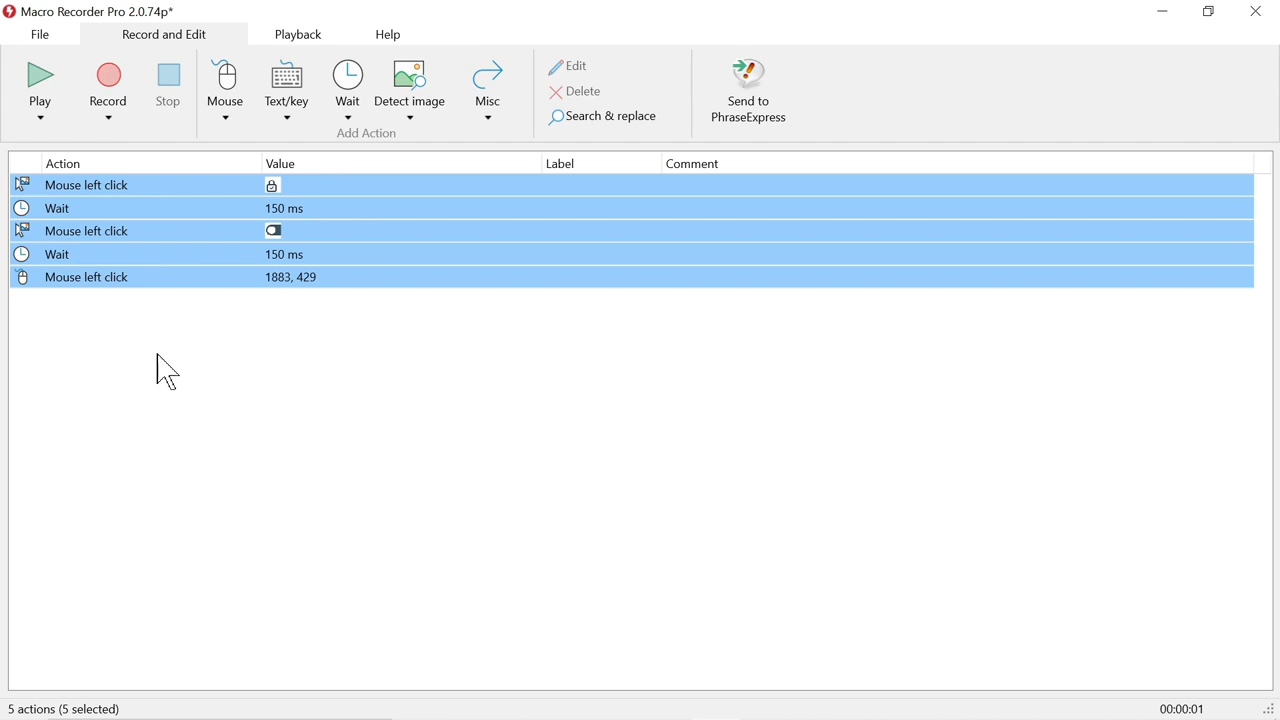 Macro Recorder Pro 2.0.74p*
File Record and Edit Playback Help
Play Record Stop Mouse Text/key Wait Detect image Misc
Add Action
Edit
Delete
Search & replace
Send to
PhraseExpress
Action Value Label Comment
Mouse left click
Wait 150 ms
Mouse left click
Wait 150 ms
Mouse left click 1883, 429
5 actions (5 selected) 00:00:01